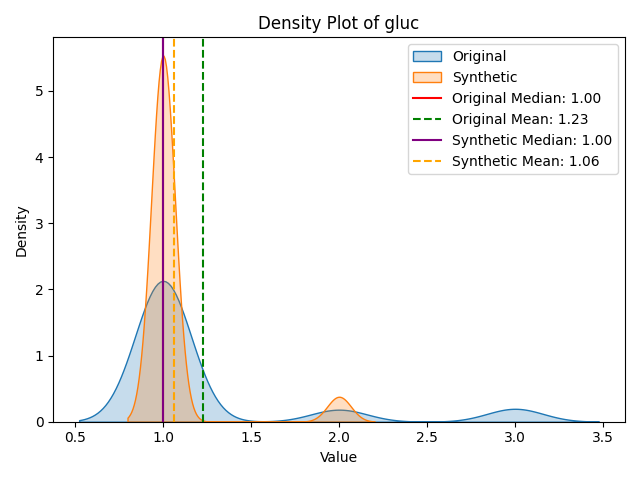 Density Plot of gluc
Original
Synthetic
Original Median: 1.00
Original Mean: 1.23
Synthetic Median: 1.00
Synthetic Mean: 1.06
Density
5
4
3
2
1
0
0.5 1.0 1.5 2.0 2.5 3.0 3.5
Value